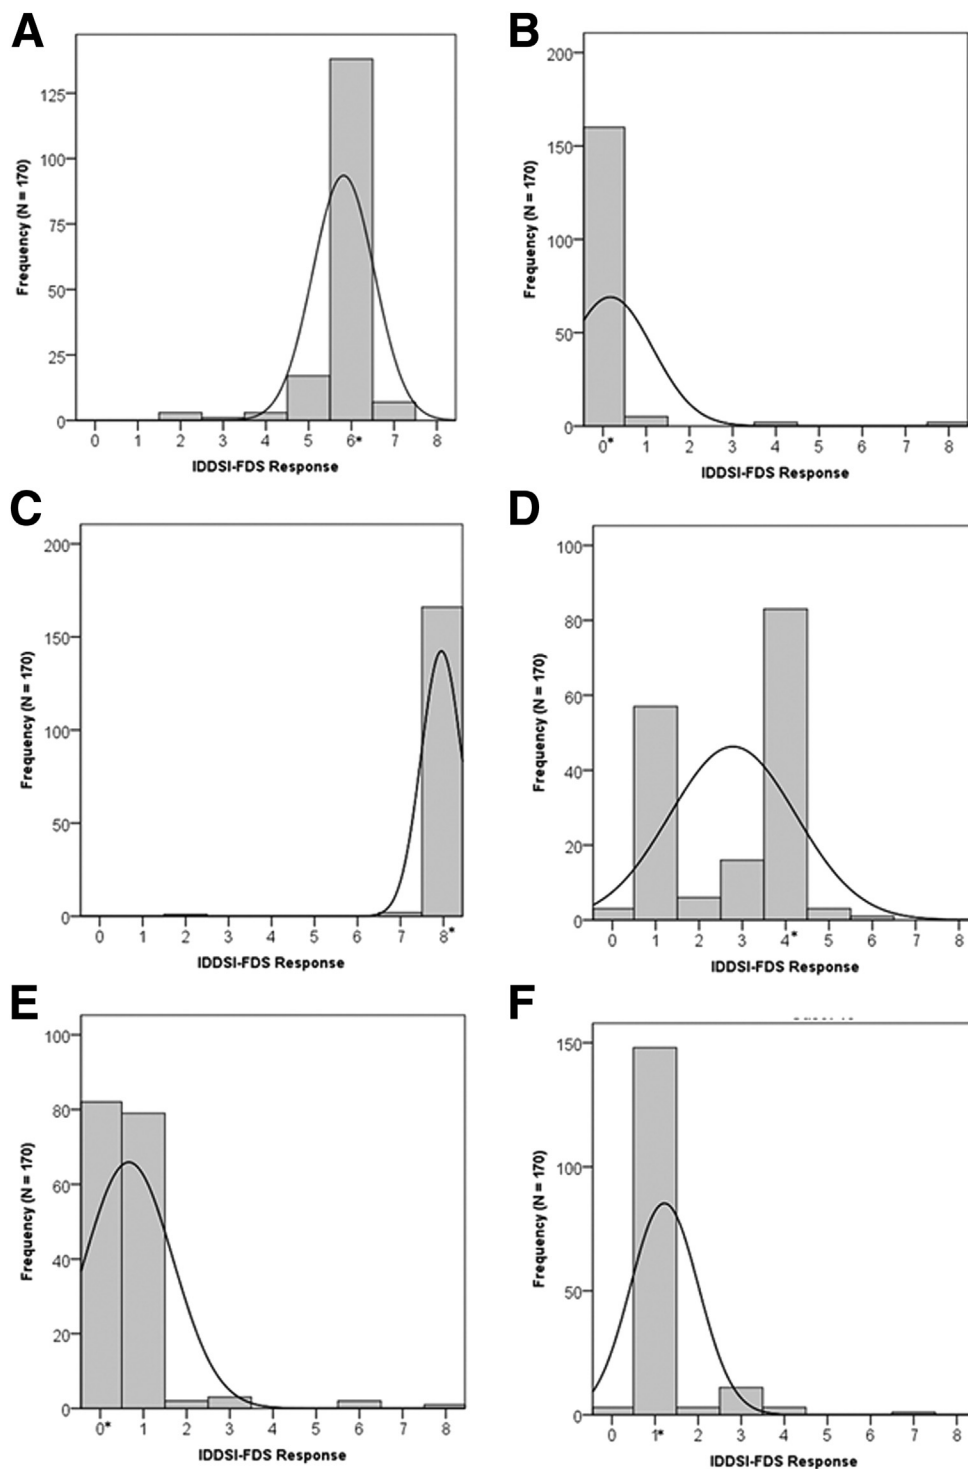 A
Frequency (N = 170)
125
100
75
50
25
0
0 1 2 3 4 5 6* 7 8
IDDSI-FDS Response
B
Frequency (N = 170)
200
150
100
50
0
0* 1 2 3 4 5 6 7 8
IDDSI-FDS Response
C
Frequency (N = 170)
200
150
100
50
0
0 1 2 3 4 5 6 7 8*
IDDSI-FDS Response
D
Frequency (N = 170)
100
80
60
40
20
0
0 1 2 3 4* 5 6 7 8
IDDSI-FDS Response
E
Frequency (N = 170)
100
80
60
40
20
0
0* 1 2 3 4 5 6 7 8
IDDSI-FDS Response
F
Frequency (N = 170)
150
100
50
0
0 1* 2 3 4 5 6 7 8
IDDSI-FDS Response